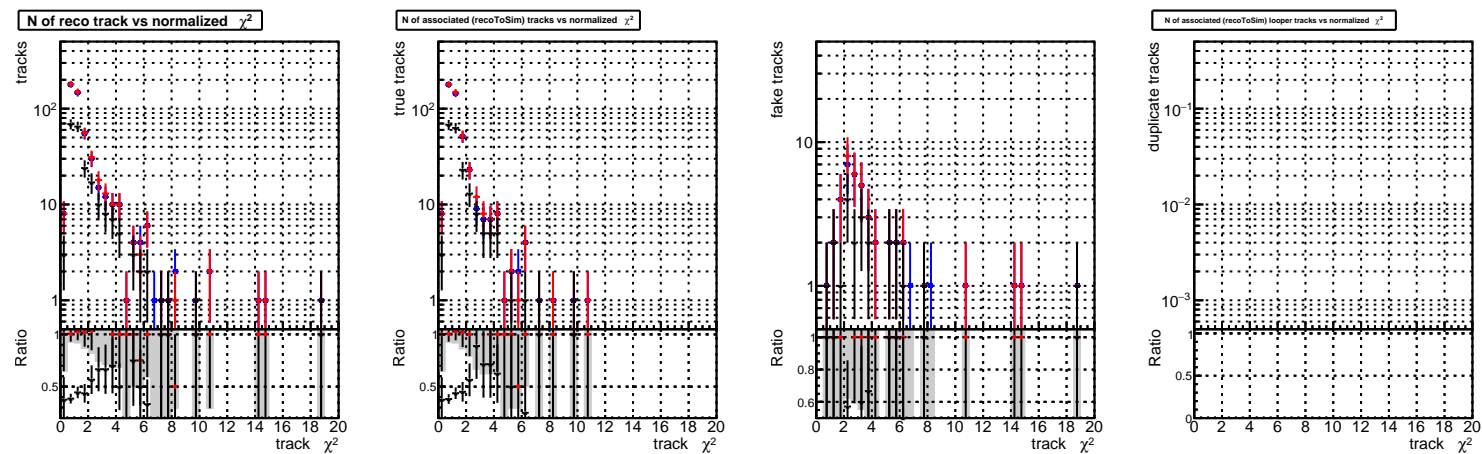 N of reco track vs normalized χ²
tracks
10²
10
1
Ratio
1
0.5
0 2 4 6 8 10 12 14 16 18 20
track χ²
N of associated (recoToSim) tracks vs normalized χ²
true tracks
10²
10
1
Ratio
1
0.5
0 2 4 6 8 10 12 14 16 18 20
track χ²
fake tracks
10
1
Ratio
1
0.8
0.6
0 2 4 6 8 10 12 14 16 18 20
track χ²
N of associated (recoToSim) looper tracks vs normalized χ²
duplicate tracks
10⁻¹
10⁻²
10⁻³
Ratio
1
0.5
0
0 2 4 6 8 10 12 14 16 18 20
track χ²